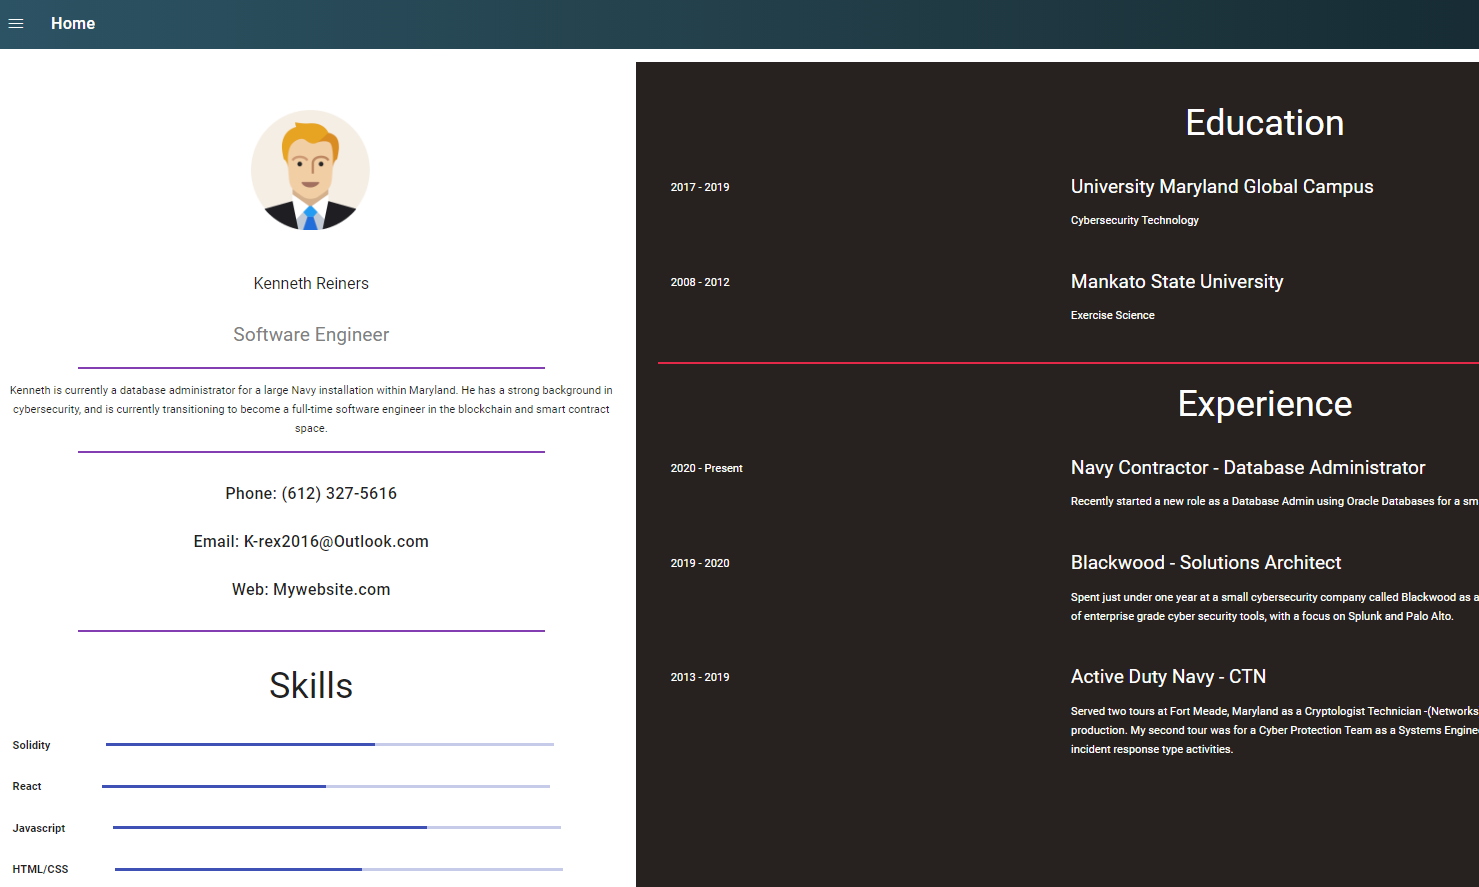 Home
Kenneth Reiners
Software Engineer
Kenneth is currently a database administrator for a large Navy installation within Maryland. He has a strong background in
cybersecurity, and is currently transitioning to become a full-time software engineer in the blockchain and smart contract
space.
Phone: (612) 327-5616
Email: K-rex2016@Outlook.com
Web: Mywebsite.com
Skills
Solidity
React
Javascript
HTML/CSS
Education
2017 - 2019
University Maryland Global Campus
Cybersecurity Technology
2008 - 2012
Mankato State University
Exercise Science
Experience
2020 - Present
Navy Contractor - Database Administrator
Recently started a new role as a Database Admin using Oracle Databases for a sm
2019 - 2020
Blackwood - Solutions Architect
Spent just under one year at a small cybersecurity company called Blackwood as a
of enterprise grade cyber security tools, with a focus on Splunk and Palo Alto.
2013 - 2019
Active Duty Navy - CTN
Served two tours at Fort Meade, Maryland as a Cryptologist Technician -(Networks
production. My second tour was for a Cyber Protection Team as a Systems Engine
incident response type activities.